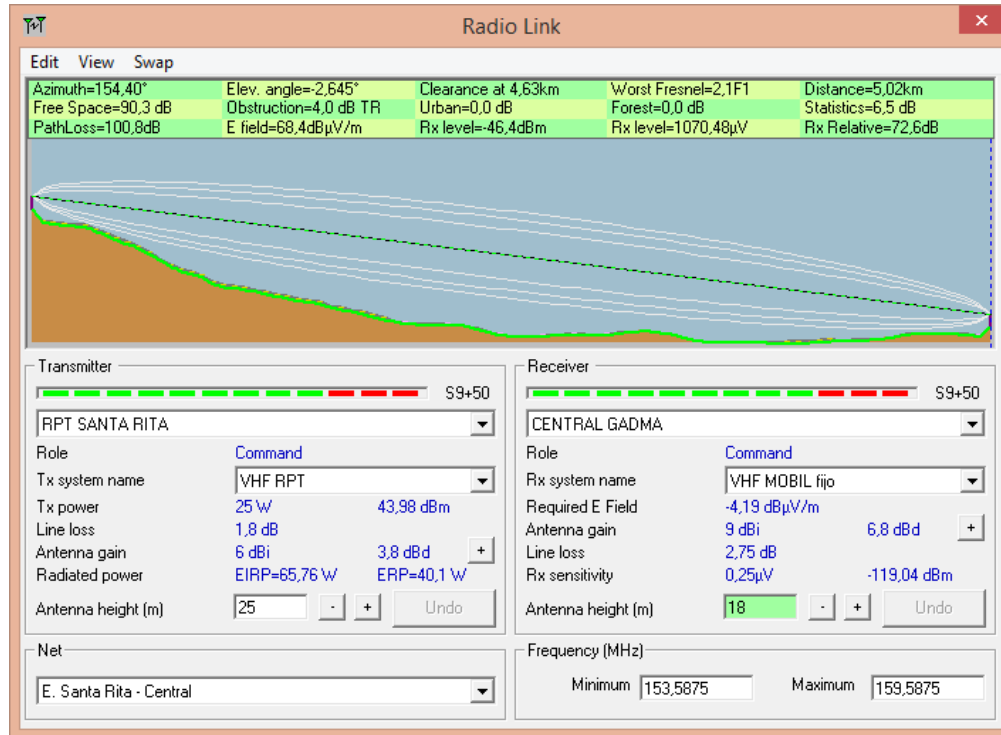 Radio Link
Edit View Swap
Azimuth=154,40° Elev. angle=-2,645° Clearance at 4,63km Worst Fresnel=2,1F1 Distance=5,02km
Free Space=90,3 dB Obstruction=4,0 dB TR Urban=0,0 dB Forest=0,0 dB Statistics=6,5 dB
PathLoss=100,8dB E field=68,4dBµV/m Rx level=-46,4dBm Rx level=1070,48µV Rx Relative=72,6dB
Transmitter
S9+50
RPT SANTA RITA
Role Command
Tx system name VHF RPT
Tx power 25 W 43,98 dBm
Line loss 1,8 dB
Antenna gain 6 dBi 3,8 dBd +
Radiated power EIRP=65,76 W ERP=40,1 W
Antenna height (m) 25 - + Undo
Receiver
S9+50
CENTRAL GADMA
Role Command
Rx system name VHF MOBIL fijo
Required E Field -4,19 dBµV/m
Antenna gain 9 dBi 6,8 dBd +
Line loss 2,75 dB
Rx sensitivity 0,25µV -119,04 dBm
Antenna height (m) 18 - + Undo
Net
E. Santa Rita - Central
Frequency (MHz)
Minimum 153,5875 Maximum 159,5875